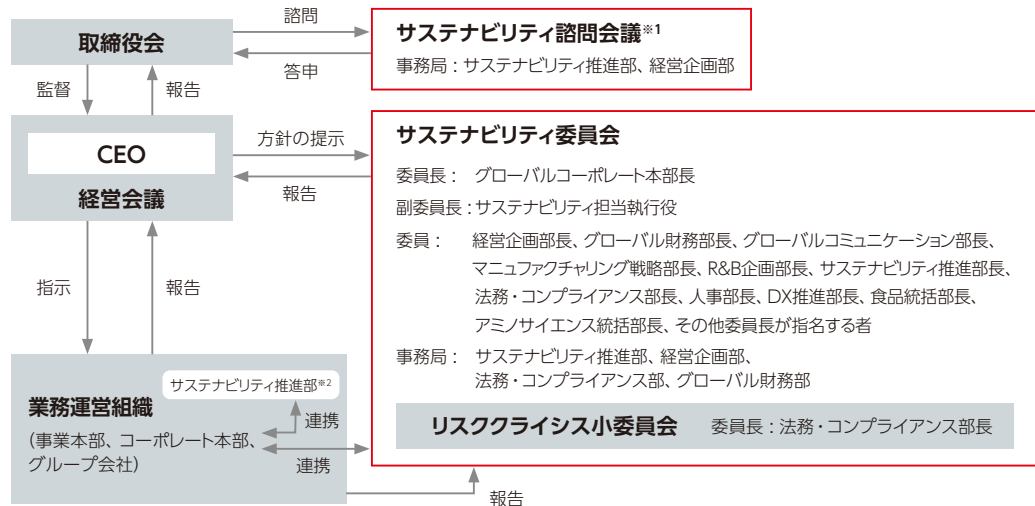 諮問
取締役会
サステナビリティ諮問会議※1
事務局：サステナビリティ推進部、経営企画部
答申
監督
報告
CEO
経営会議
方針の提示
報告
サステナビリティ委員会
委員長： グローバルコーポレート本部長
副委員長：サステナビリティ担当執行役
委員： 経営企画部長、グローバル財務部長、グローバルコミュニケーション部長、
マニュファクチャリング戦略部長、R&B企画部長、サステナビリティ推進部長、
法務・コンプライアンス部長、人事部長、DX推進部長、食品統括部長、
アミノサイエンス統括部長、その他委員長が指名する者
事務局： サステナビリティ推進部、経営企画部、
法務・コンプライアンス部、グローバル財務部
リスククライシス小委員会 委員長：法務・コンプライアンス部長
指示
報告
サステナビリティ推進部※2
業務運営組織
（事業本部、コーポレート本部、
グループ会社）
連携
連携
報告